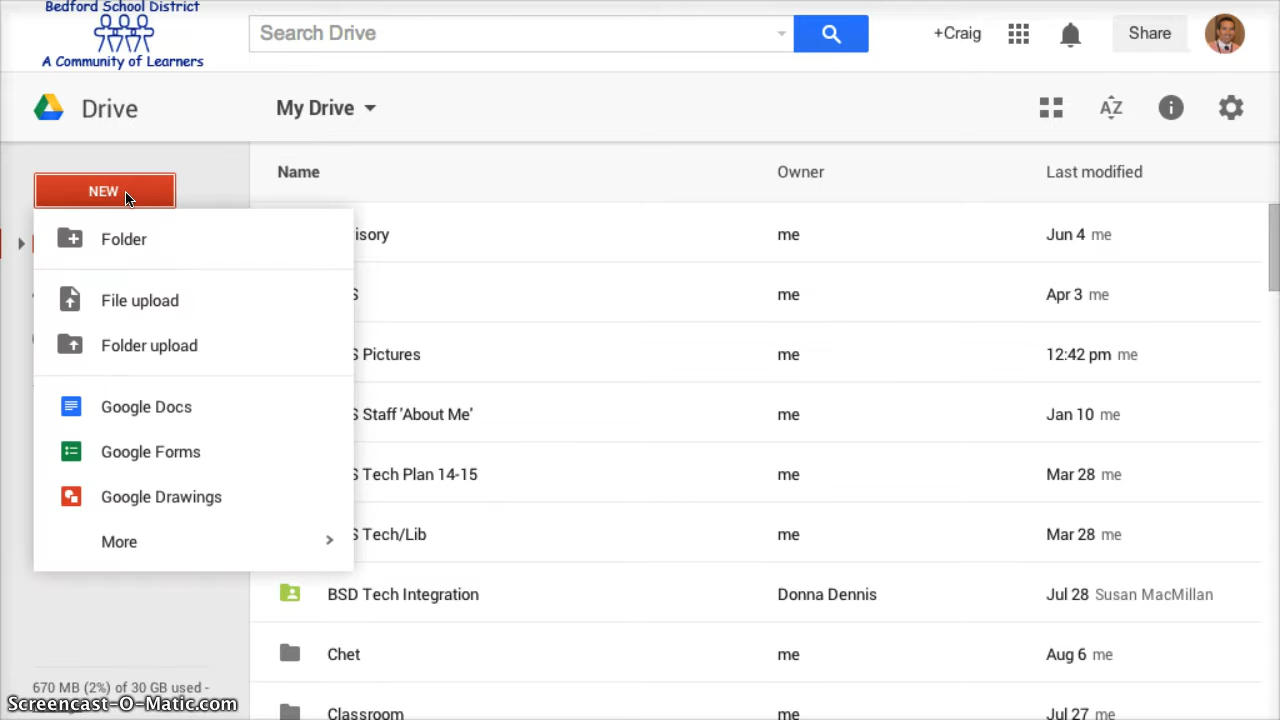 Bedford School District
A Community of Learners
Search Drive
+Craig
Share
Drive
My Drive
AZ
NEW
Name
Owner
Last modified
Folder
File upload
Folder upload
Google Docs
Google Forms
Google Drawings
More
isory me Jun 4 me
S me Apr 3 me
S Pictures me 12:42 pm me
S Staff 'About Me' me Jan 10 me
S Tech Plan 14-15 me Mar 28 me
S Tech/Lib me Mar 28 me
BSD Tech Integration Donna Dennis Jul 28 Susan MacMillan
Chet me Aug 6 me
Classroom me Jul 27 me
670 MB (2%) of 30 GB used -
Screencast-O-Matic.com